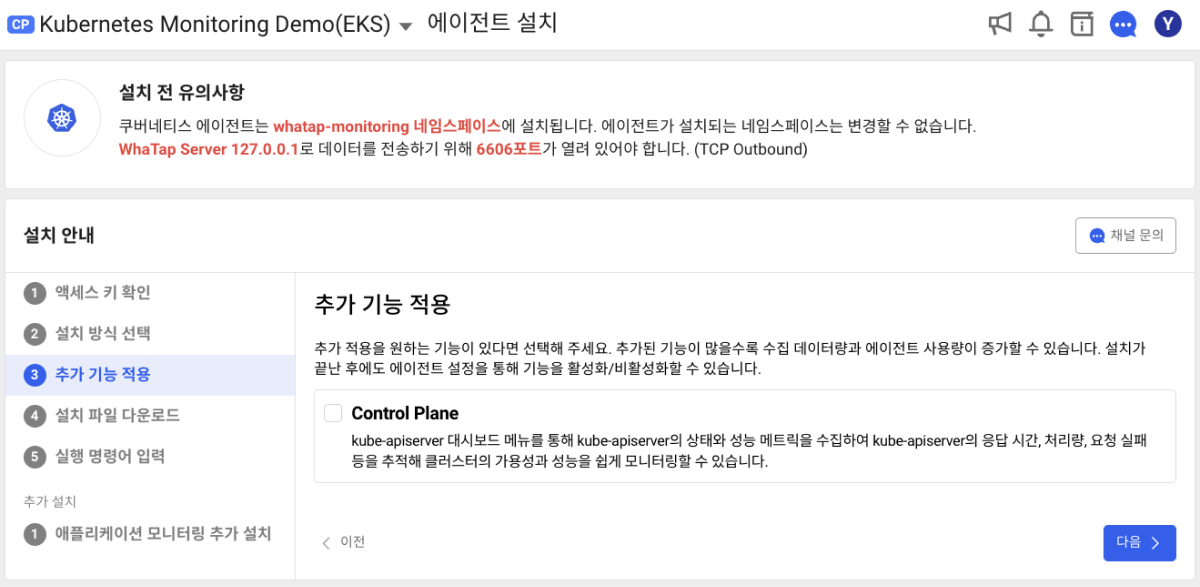 CP Kubernetes Monitoring Demo(EKS) 에이전트 설치
Y
설치 전 유의사항
쿠버네티스 에이전트는 whatap-monitoring 네임스페이스에 설치됩니다. 에이전트가 설치되는 네임스페이스는 변경할 수 없습니다.
WhaTap Server 127.0.0.1로 데이터를 전송하기 위해 6606포트가 열려 있어야 합니다. (TCP Outbound)
설치 안내
채널 문의
1 액세스 키 확인
2 설치 방식 선택
3 추가 기능 적용
4 설치 파일 다운로드
5 실행 명령어 입력
추가 설치
1 애플리케이션 모니터링 추가 설치
추가 기능 적용
추가 적용을 원하는 기능이 있다면 선택해 주세요. 추가된 기능이 많을수록 수집 데이터량과 에이전트 사용량이 증가할 수 있습니다. 설치가
끝난 후에도 에이전트 설정을 통해 기능을 활성화/비활성화할 수 있습니다.
Control Plane
kube-apiserver 대시보드 메뉴를 통해 kube-apiserver의 상태와 성능 메트릭을 수집하여 kube-apiserver의 응답 시간, 처리량, 요청 실패
등을 추적해 클러스터의 가용성과 성능을 쉽게 모니터링할 수 있습니다.
이전
다음